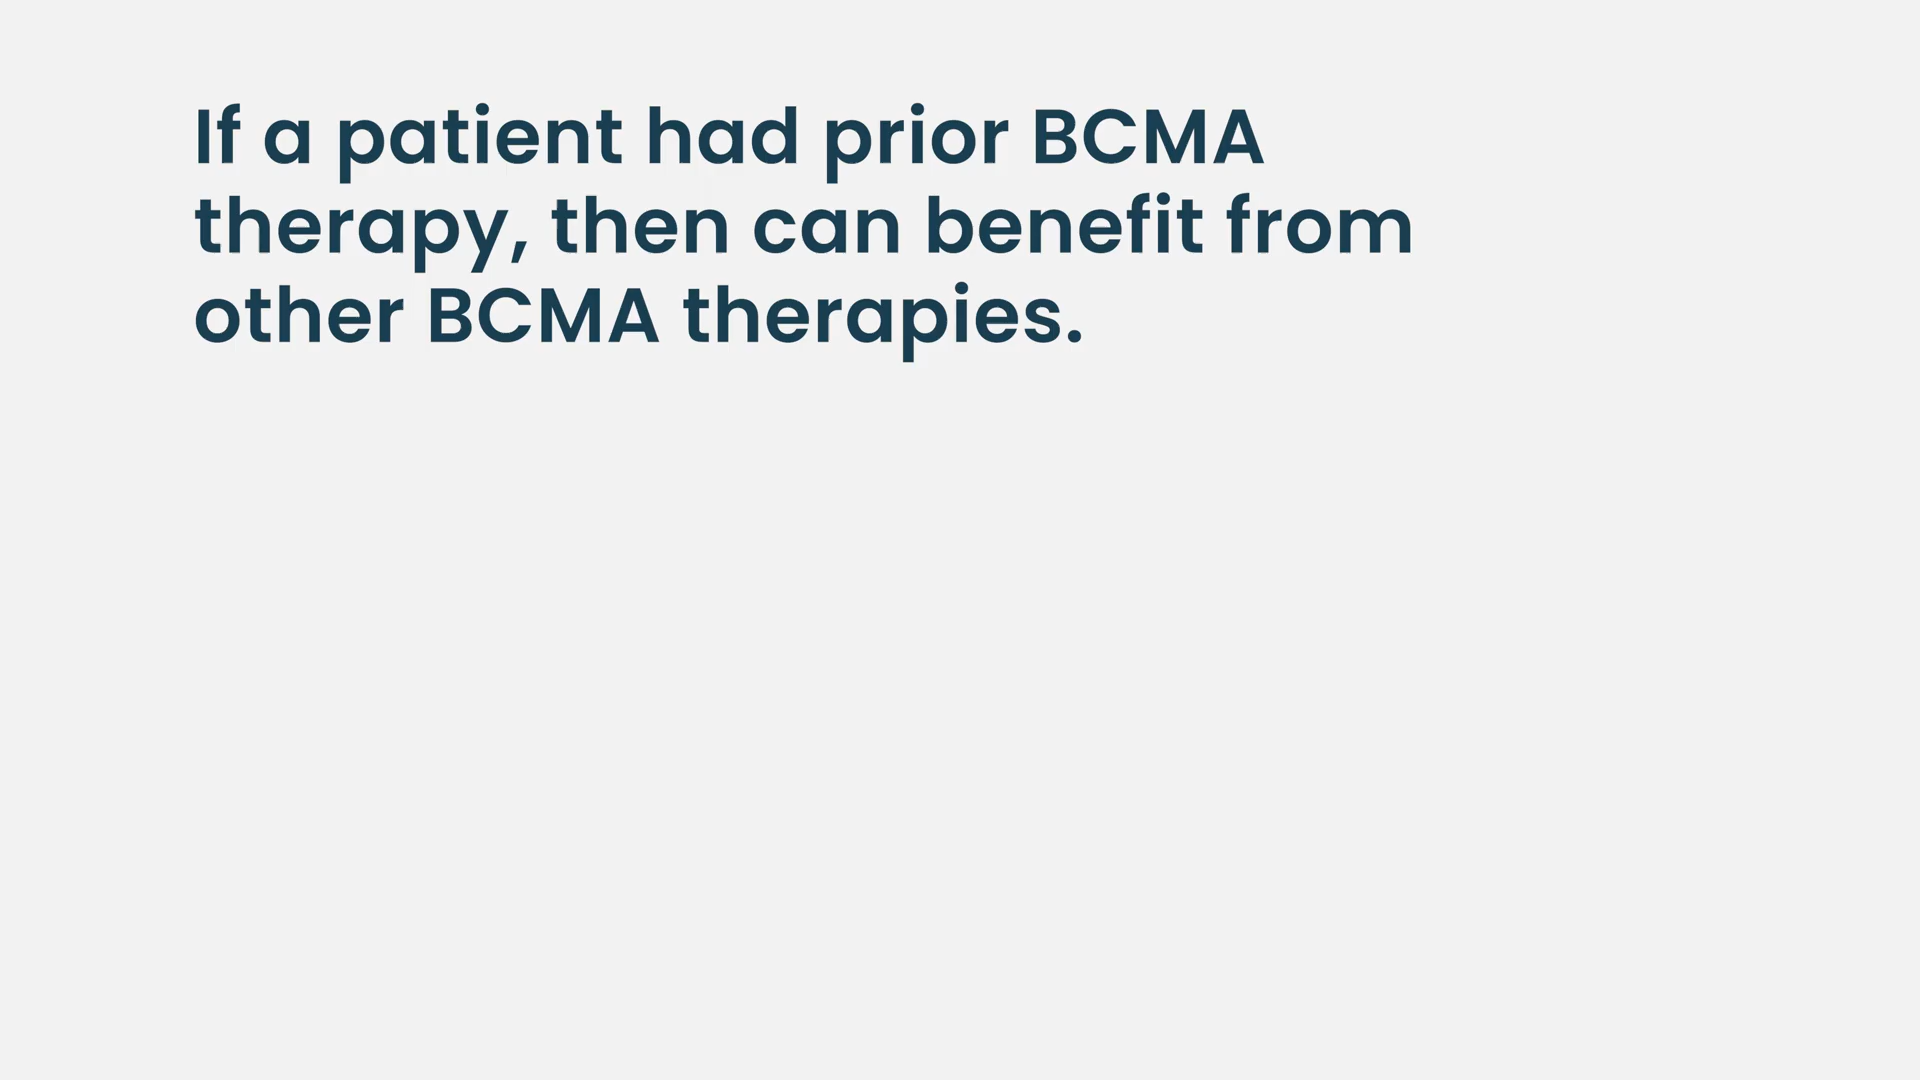 If a patient had prior BCMA
therapy, then can benefit from
other BCMA therapies.